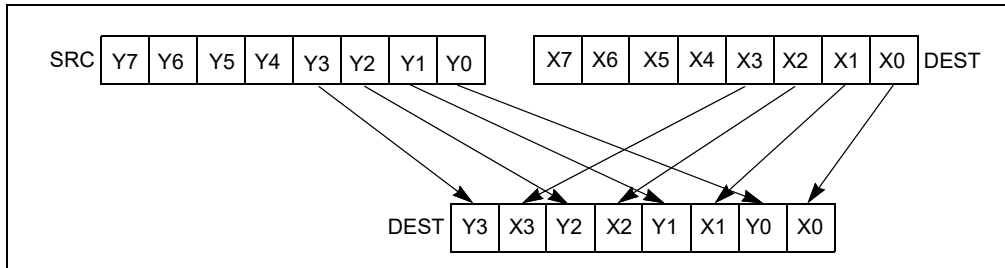 SRC Y7 Y6 Y5 Y4 Y3 Y2 Y1 Y0 X7 X6 X5 X4 X3 X2 X1 X0 DEST
DEST Y3 X3 Y2 X2 Y1 X1 Y0 X0